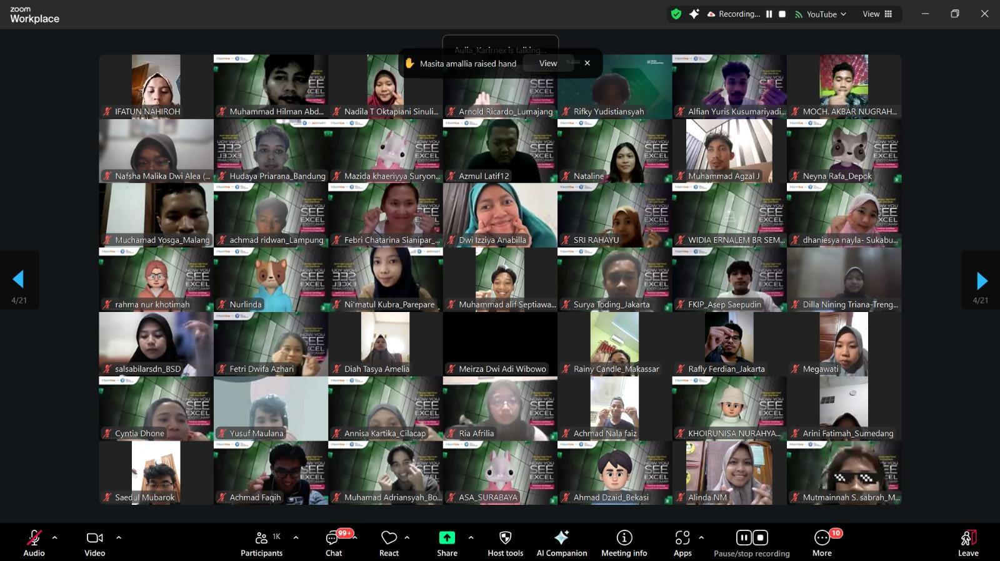 zoom
Workplace
Recording...
YouTube
View
Aulia_Karirnex is talking...
Masita amallia raised hand
View
IFATUN NAHIROH
Muhammad Hilman Abd...
Nadila T Oktapiani Sinuli...
Arnold Ricardo_Lumajang
Rifky Yudistiansyah
Alfian Yuris Kusumariyadi...
MOCH. AKBAR NUGRAH...
Nafsha Malika Dwi Alea (...
Hudaya Priarana_Bandung
Mazida khaeriyya Suryon...
Azmul Latif12
Nataline
Muhammad Agzal J
Neyna Rafa_Depok
Muchamad Yosga_Malang
achmad ridwan_Lampung
Febri Chatarina Sianipar_...
Dwi Izziya Anabilla
SRI RAHAYU
WIDIA ERNALEM BR SEM...
dhaniesya nayla- Sukabu...
NOW YOU
SEE
EXCEL
BOOTCAMP
rahma nur khotimah
Nurlinda
Ni'matul Kubra_Parepare
Muhammad alif Septiawa...
Surya Toding_Jakarta
FKIP_Asep Saepudin
Dilla Nining Triana-Treng...
salsabilarsdn_BSD
Fetri Dwifa Azhari
Diah Tasya Amelia
Meirza Dwi Adi Wibowo
Rainy Candle_Makassar
Rafly Ferdian_Jakarta
Megawati
Cyntia Dhone
Yusuf Maulana
Annisa Kartika_Cilacap
Ria Afrilia
Achmad Nala faiz
KHOIRUNISA NURAHYA...
Arini Fatimah_Sumedang
Saedul Mubarok
Achmad Faqih
Muhamad Adriansyah_Bo...
ASA_SURABAYA
Ahmad Dzaid_Bekasi
Alinda NM
Mutmainnah S. sabrah_M...
4/21
4/21
1K
99+
10
Audio
Video
Participants
Chat
React
Share
Host tools
AI Companion
Meeting info
Apps
Pause/stop recording
More
Leave